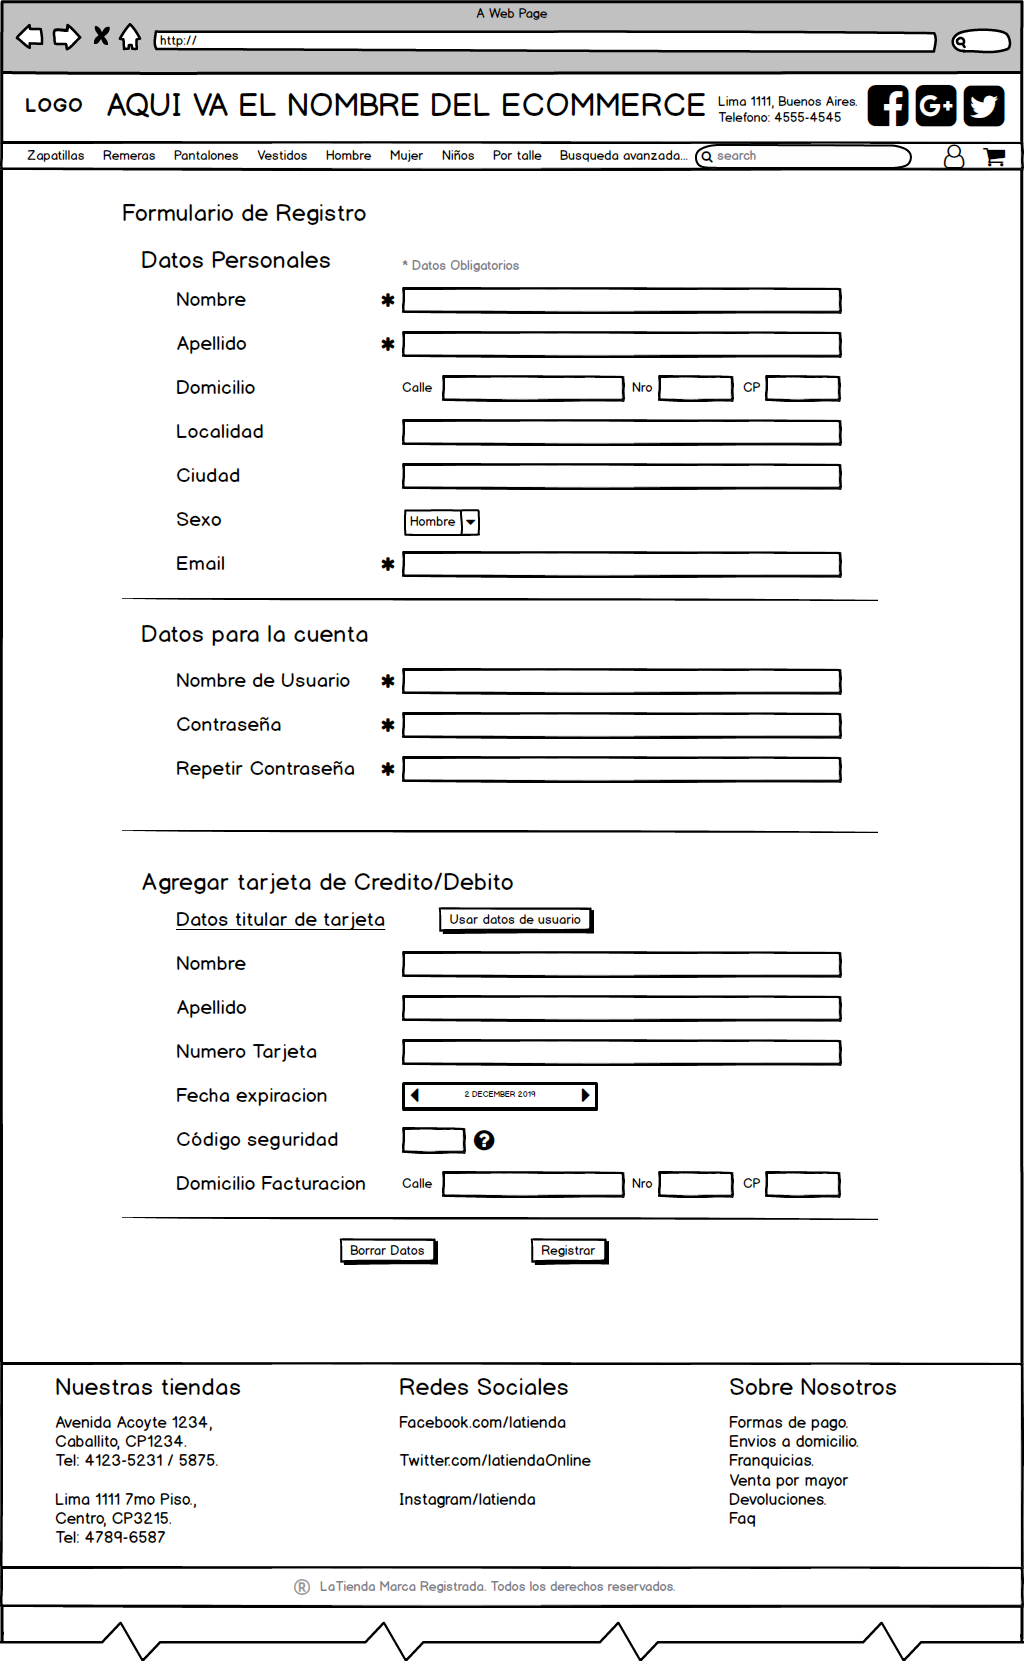 A Web Page
http://
LOGO
AQUI VA EL NOMBRE DEL ECOMMERCE
Lima 1111, Buenos Aires.
Telefono: 4555-4545
Zapatillas Remeras Pantalones Vestidos Hombre Mujer Niños Por talle Busqueda avanzada... search
Formulario de Registro
Datos Personales
* Datos Obligatorios
Nombre *
Apellido *
Domicilio Calle Nro CP
Localidad
Ciudad
Sexo Hombre
Email *
Datos para la cuenta
Nombre de Usuario *
Contraseña *
Repetir Contraseña *
Agregar tarjeta de Credito/Debito
Datos titular de tarjeta Usar datos de usuario
Nombre
Apellido
Numero Tarjeta
Fecha expiracion 2 DECEMBER 2019
Código seguridad ?
Domicilio Facturacion Calle Nro CP
Borrar Datos Registrar
Nuestras tiendas
Avenida Acoyte 1234,
Caballito, CP1234.
Tel: 4123-5231 / 5875.
Lima 1111 7mo Piso.,
Centro, CP3215.
Tel: 4789-6587
Redes Sociales
Facebook.com/latienda
Twitter.com/latiendaOnline
Instagram/latienda
Sobre Nosotros
Formas de pago.
Envios a domicilio.
Franquicias.
Venta por mayor
Devoluciones.
Faq
® LaTienda Marca Registrada. Todos los derechos reservados.